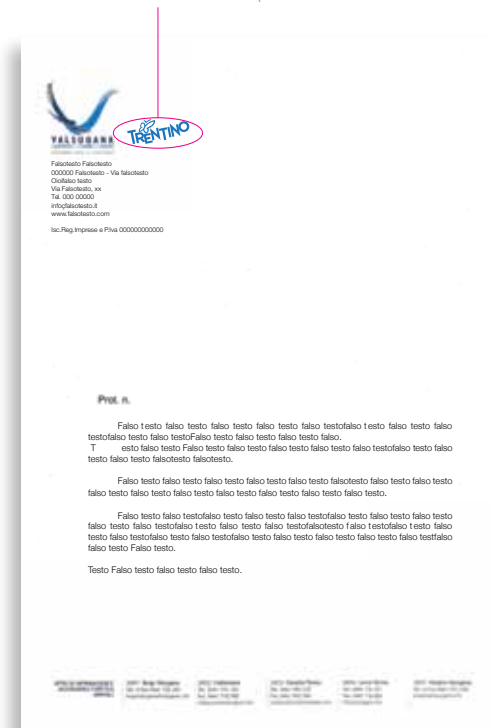 VALSUGANA
TRENTINO
Falsotesto Falsotesto
000000 Falsotesto - Via falsotesto
Oloifalso testo
Via Falsotesto, xx
Tel. 000 00000
infoçfalsotesto.it
www.falsotesto.com
Isc.Reg.Imprese e P.Iva 000000000000
Prot. n.
Falso testo falso testo falso testo falso testo falso testofalso testo falso testo falso
testofalso testo falso testoFalso testo falso testo falso testo falso.
T esto falso testo Falso testo falso testo falso testo falso testo falso testofalso testo falso
testo falso testo falsotesto falsotesto.
Falso testo falso testo falso testo falso testo falso testo falsotesto falso testo falso testo
falso testo falso testo falso testo falso testo falso testo falso testo falso testo.
Falso testo falso testofalso testo falso testo falso testofalso testo falso testo falso testo
falso testo falso testofalso testo falso testo falso testofalsotesto falso testofalso testo falso
testo falso testofalso testo falso testofalso testo falso testo falso testo falso testo falso testfalso
falso testo Falso testo.
Testo Falso testo falso testo falso testo.